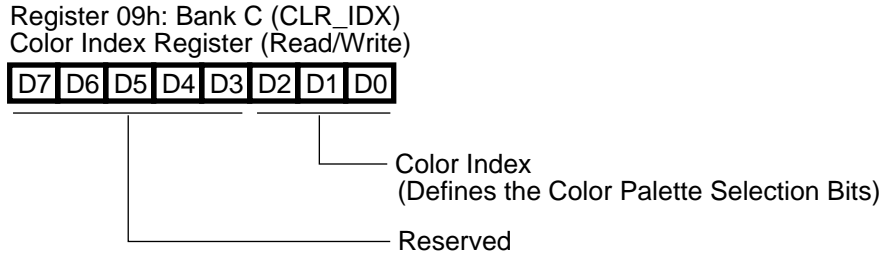 Register 09h: Bank C (CLR_IDX)
Color Index Register (Read/Write)
D7 D6 D5 D4 D3 D2 D1 D0
Color Index
(Defines the Color Palette Selection Bits)
Reserved